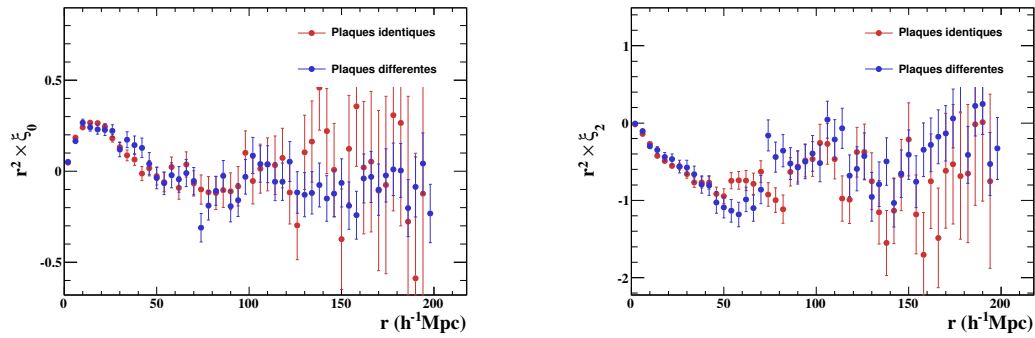 Plaques identiques
Plaques differentes
r² × ξ₀
0.5
0
-0.5
0 50 100 150 200
r (h⁻¹Mpc)
Plaques identiques
Plaques differentes
r² × ξ₂
1
0
-1
-2
0 50 100 150 200
r (h⁻¹Mpc)